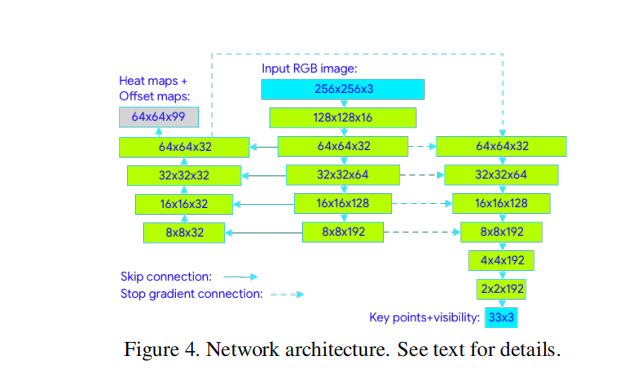 Input RGB image:
Heat maps +
Offset maps:
256x256x3
64x64x99
128x128x16
64x64x32
64x64x32
64x64x32
32x32x32
32x32x64
32x32x64
16x16x32
16x16x128
16x16x128
8x8x32
8x8x192
8x8x192
4x4x192
Skip connection:
Stop gradient connection:
2x2x192
Key points+visibility:
33x3
Figure 4. Network architecture. See text for details.